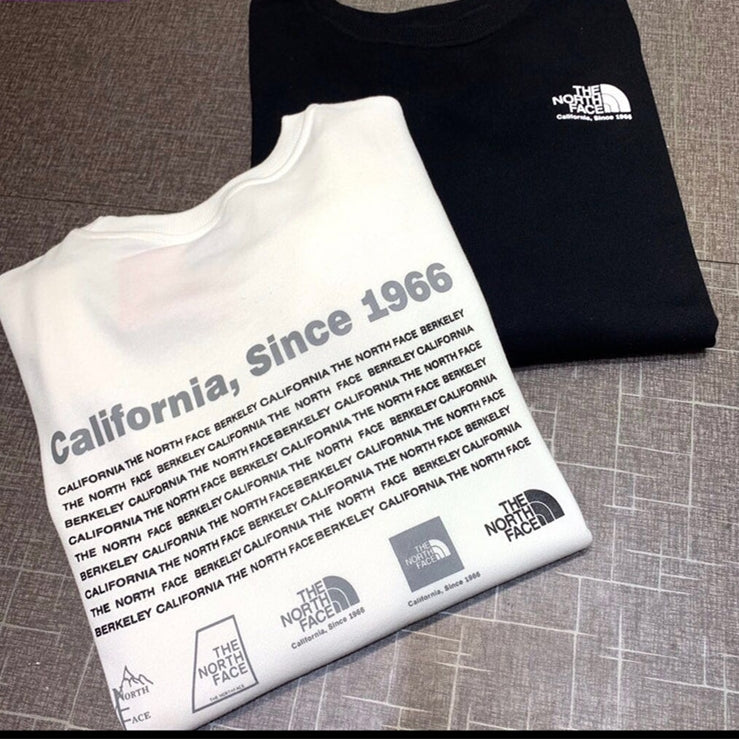 THE
NORTH
FACE
California, Since 1966
California, Since 1966
CALIFORNIA THE NORTH FACE BERKELEY CALIFORNIA THE NORTH FACE BERKELEY
THE NORTH FACE BERKELEY CALIFORNIA THE NORTH FACE BERKELEY CALIFORNIA
BERKELEY CALIFORNIA THE NORTH FACE BERKELEY CALIFORNIA THE NORTH FACE
CALIFORNIA THE NORTH FACE BERKELEY CALIFORNIA THE NORTH FACE BERKELEY
THE NORTH FACE BERKELEY CALIFORNIA THE NORTH FACE BERKELEY CALIFORNIA
BERKELEY CALIFORNIA THE NORTH FACE BERKELEY CALIFORNIA THE NORTH FACE
CALIFORNIA THE NORTH FACE BERKELEY CALIFORNIA THE NORTH FACE BERKELEY
THE NORTH FACE BERKELEY CALIFORNIA THE NORTH FACE BERKELEY CALIFORNIA
BERKELEY CALIFORNIA THE NORTH FACE BERKELEY CALIFORNIA THE NORTH FACE
NORTH
FACE
THE
NORTH
FACE
THE NORTH FACE
THE
NORTH
FACE
California, Since 1966
THE
NORTH
FACE
California, Since 1966
THE
NORTH
FACE